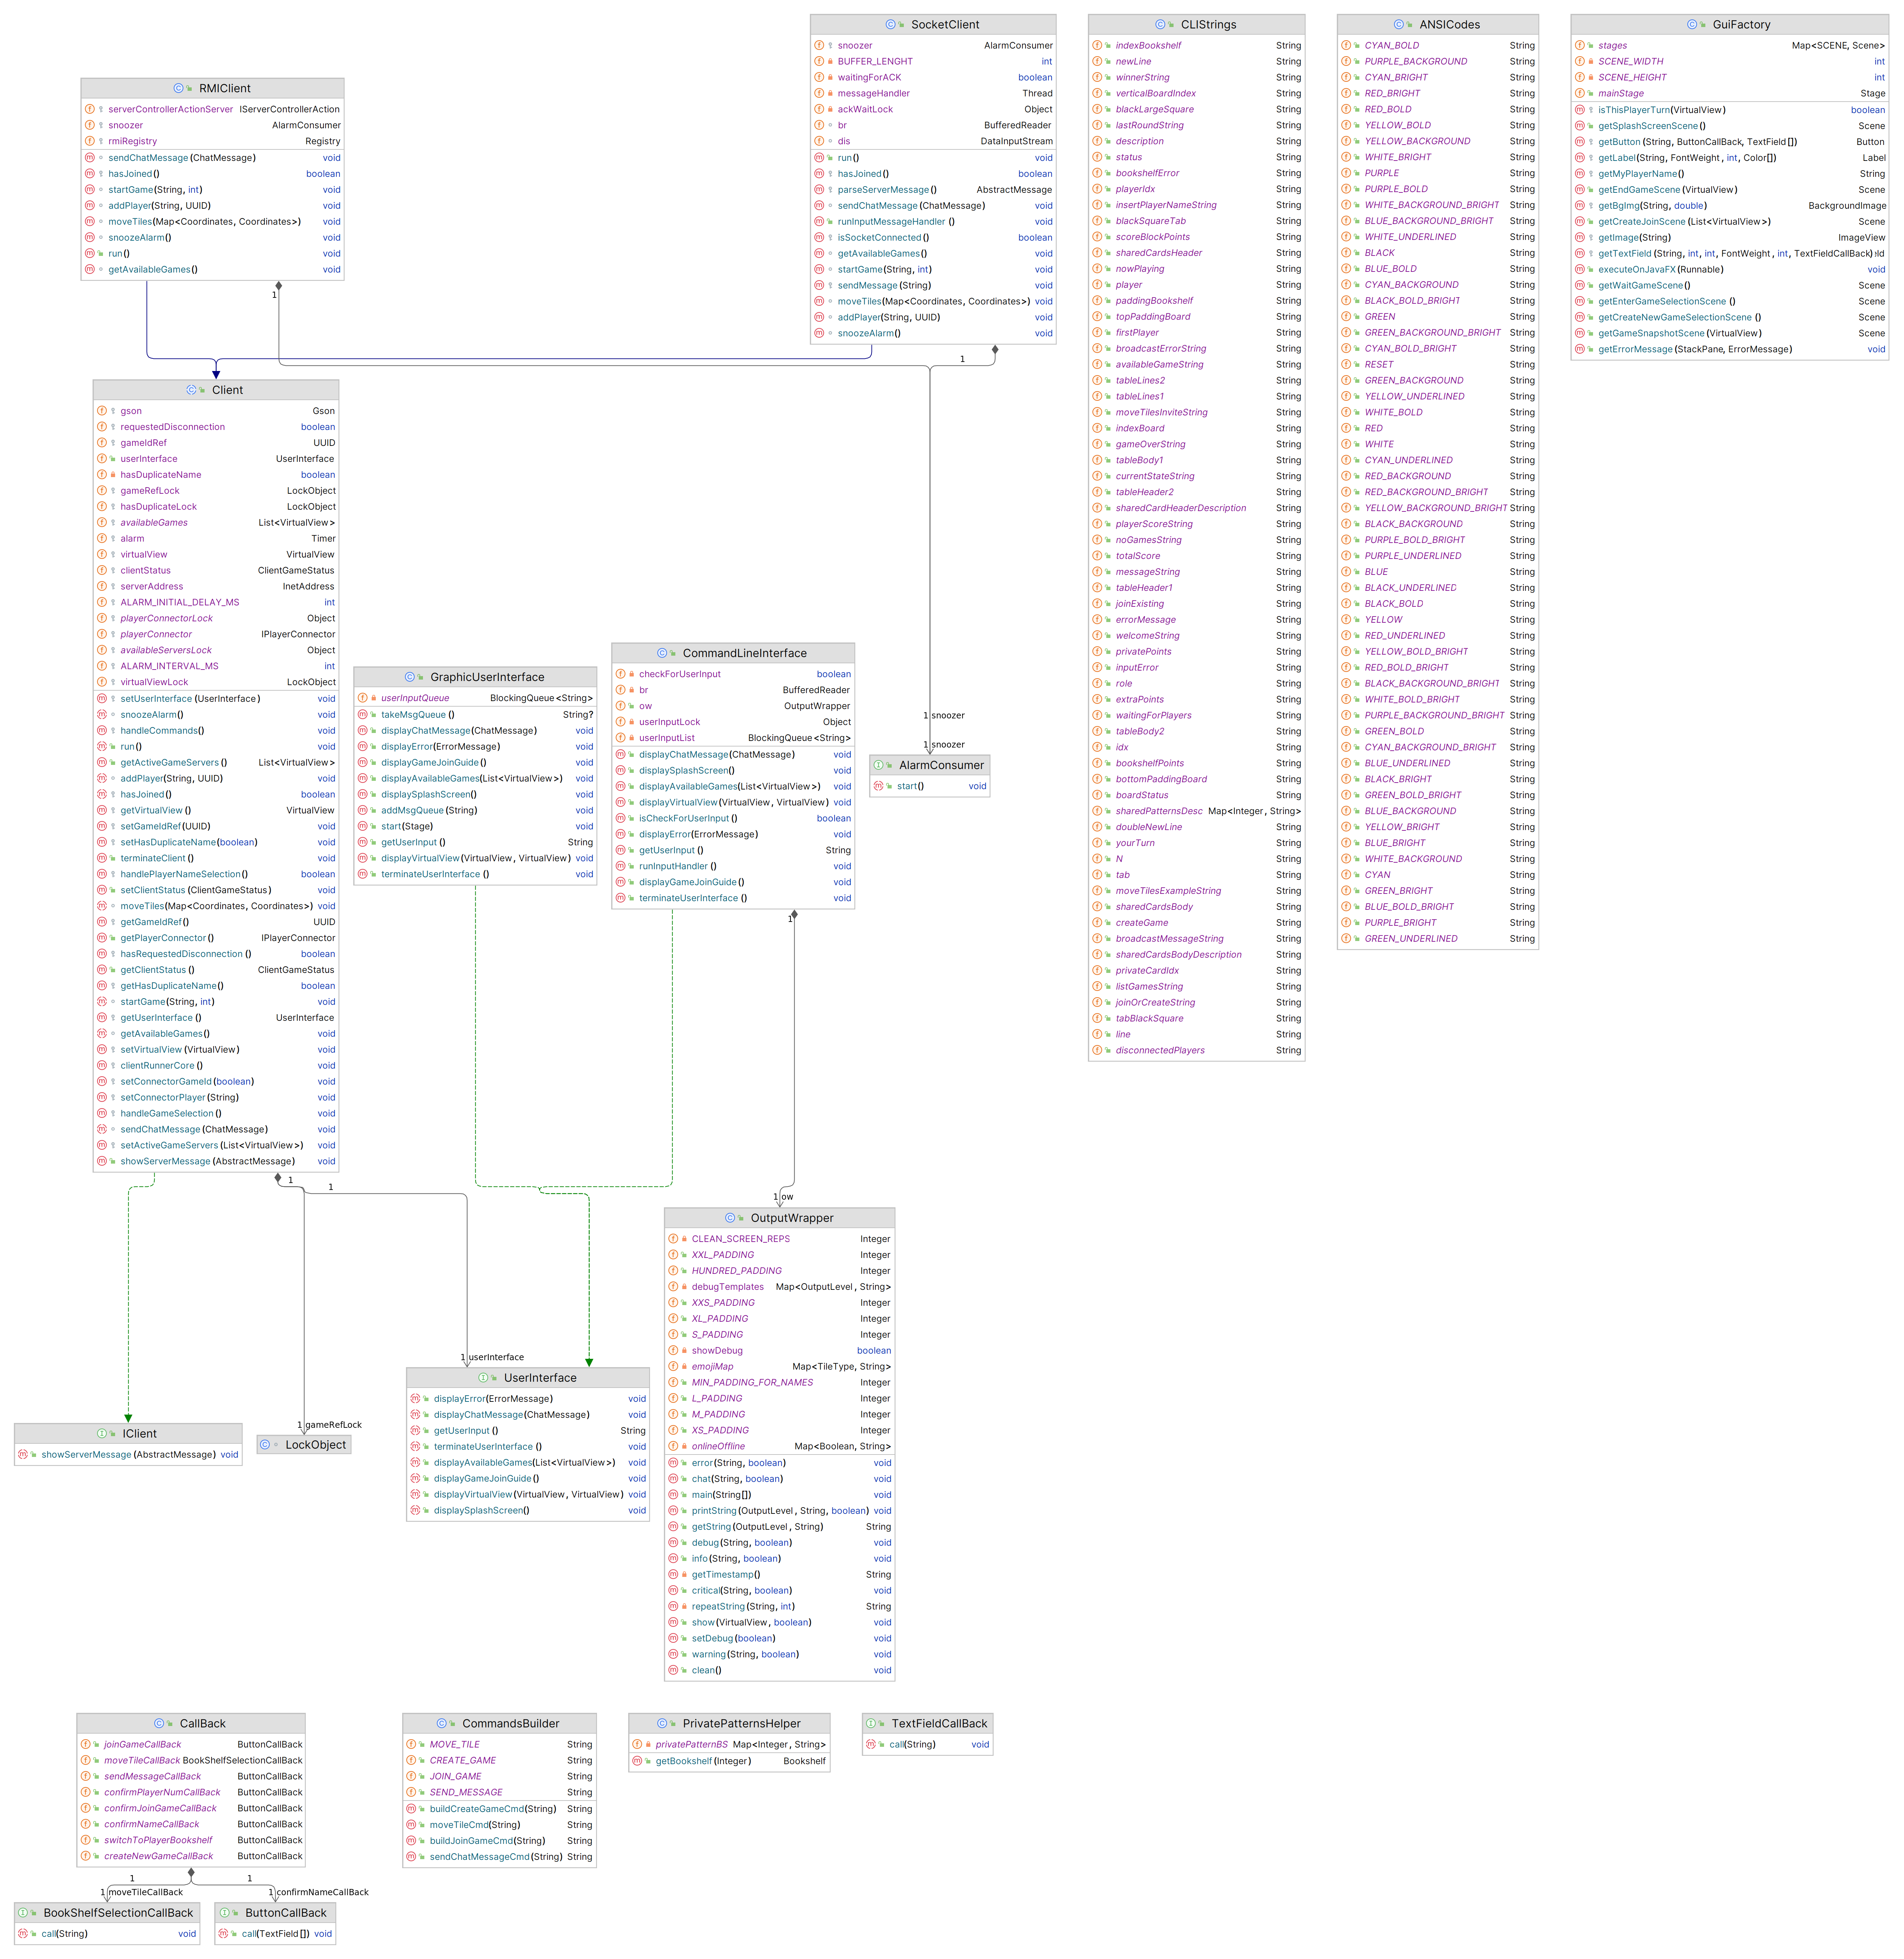 SocketClient
snoozer AlarmConsumer
BUFFER_LENGHT int
waitingForACK boolean
messageHandler Thread
ackWaitLock Object
br BufferedReader
dis DataInputStream
run() void
hasJoined() boolean
parseServerMessage() AbstractMessage
sendChatMessage(ChatMessage) void
runInputMessageHandler() void
isSocketConnected() boolean
getAvailableGames() void
startGame(String, int) void
sendMessage(String) void
moveTiles(Map<Coordinates, Coordinates>) void
addPlayer(String, UUID) void
snoozeAlarm() void
CLIStrings
indexBookshelf String
newLine String
winnerString String
verticalBoardIndex String
blackLargeSquare String
lastRoundString String
description String
status String
bookshelfError String
playerIdx String
insertPlayerNameString String
blackSquareTab String
scoreBlockPoints String
sharedCardsHeader String
nowPlaying String
player String
paddingBookshelf String
topPaddingBoard String
firstPlayer String
broadcastErrorString String
availableGameString String
tableLines2 String
tableLines1 String
moveTilesInviteString String
indexBoard String
gameOverString String
tableBody1 String
currentStateString String
tableHeader2 String
sharedCardHeaderDescription String
playerScoreString String
noGamesString String
totalScore String
messageString String
tableHeader1 String
joinExisting String
errorMessage String
welcomeString String
privatePoints String
inputError String
role String
extraPoints String
waitingForPlayers String
tableBody2 String
idx String
bookshelfPoints String
bottomPaddingBoard String
boardStatus String
sharedPatternsDesc Map<Integer, String>
doubleNewLine String
yourTurn String
N String
tab String
moveTilesExampleString String
sharedCardsBody String
createGame String
broadcastMessageString String
sharedCardsBodyDescription String
privateCardIdx String
listGamesString String
joinOrCreateString String
tabBlackSquare String
line String
disconnectedPlayers String
ANSICodes
CYAN_BOLD String
PURPLE_BACKGROUND String
CYAN_BRIGHT String
RED_BRIGHT String
RED_BOLD String
YELLOW_BOLD String
YELLOW_BACKGROUND String
WHITE_BRIGHT String
PURPLE String
PURPLE_BOLD String
WHITE_BACKGROUND_BRIGHT String
BLUE_BACKGROUND_BRIGHT String
WHITE_UNDERLINED String
BLACK String
BLUE_BOLD String
CYAN_BACKGROUND String
BLACK_BOLD_BRIGHT String
GREEN String
GREEN_BACKGROUND_BRIGHT String
CYAN_BOLD_BRIGHT String
RESET String
GREEN_BACKGROUND String
YELLOW_UNDERLINED String
WHITE_BOLD String
RED String
WHITE String
CYAN_UNDERLINED String
RED_BACKGROUND String
RED_BACKGROUND_BRIGHT String
YELLOW_BACKGROUND_BRIGHT String
BLACK_BACKGROUND String
PURPLE_BOLD_BRIGHT String
PURPLE_UNDERLINED String
BLUE String
BLACK_UNDERLINED String
BLACK_BOLD String
YELLOW String
RED_UNDERLINED String
YELLOW_BOLD_BRIGHT String
RED_BOLD_BRIGHT String
BLACK_BACKGROUND_BRIGHT String
WHITE_BOLD_BRIGHT String
PURPLE_BACKGROUND_BRIGHT String
GREEN_BOLD String
CYAN_BACKGROUND_BRIGHT String
BLUE_UNDERLINED String
BLACK_BRIGHT String
GREEN_BOLD_BRIGHT String
BLUE_BACKGROUND String
YELLOW_BRIGHT String
BLUE_BRIGHT String
WHITE_BACKGROUND String
CYAN String
GREEN_BRIGHT String
BLUE_BOLD_BRIGHT String
PURPLE_BRIGHT String
GREEN_UNDERLINED String
GuiFactory
stages Map<SCENE, Scene>
SCENE_WIDTH int
SCENE_HEIGHT int
mainStage Stage
isThisPlayerTurn(VirtualView) boolean
getSplashScreenScene() Scene
getButton(String, ButtonCallBack, TextField[]) Button
getLabel(String, FontWeight, int, Color[]) Label
getMyPlayerName() String
getEndGameScene(VirtualView) Scene
getBgImg(String, double) BackgroundImage
getCreateJoinScene(List<VirtualView>) Scene
getImage(String) ImageView
getTextField(String, int, int, FontWeight, int, TextFieldCallBack) ld
executeOnJavaFX(Runnable) void
getWaitGameScene() Scene
getEnterGameSelectionScene() Scene
getCreateNewGameSelectionScene() Scene
getGameSnapshotScene(VirtualView) Scene
getErrorMessage(StackPane, ErrorMessage) void
RMIClient
serverControllerActionServer IServerControllerAction
snoozer AlarmConsumer
rmiRegistry Registry
sendChatMessage(ChatMessage) void
hasJoined() boolean
startGame(String, int) void
addPlayer(String, UUID) void
moveTiles(Map<Coordinates, Coordinates>) void
snoozeAlarm() void
run() void
getAvailableGames() void
1
1
Client
gson Gson
requestedDisconnection boolean
gameIdRef UUID
userInterface UserInterface
hasDuplicateName boolean
gameRefLock LockObject
hasDuplicateLock LockObject
availableGames List<VirtualView>
alarm Timer
virtualView VirtualView
clientStatus ClientGameStatus
serverAddress InetAddress
ALARM_INITIAL_DELAY_MS int
playerConnectorLock Object
playerConnector IPlayerConnector
availableServersLock Object
ALARM_INTERVAL_MS int
virtualViewLock LockObject
setUserInterface(UserInterface) void
snoozeAlarm() void
handleCommands() void
run() void
getActiveGameServers() List<VirtualView>
addPlayer(String, UUID) void
hasJoined() boolean
getVirtualView() VirtualView
setGameIdRef(UUID) void
setHasDuplicateName(boolean) void
terminateClient() void
handlePlayerNameSelection() boolean
setClientStatus(ClientGameStatus) void
moveTiles(Map<Coordinates, Coordinates>) void
getGameIdRef() UUID
getPlayerConnector() IPlayerConnector
hasRequestedDisconnection() boolean
getClientStatus() ClientGameStatus
getHasDuplicateName() boolean
startGame(String, int) void
getUserInterface() UserInterface
getAvailableGames() void
setVirtualView(VirtualView) void
clientRunnerCore() void
setConnectorGameId(boolean) void
setConnectorPlayer(String) void
handleGameSelection() void
sendChatMessage(ChatMessage) void
setActiveGameServers(List<VirtualView>) void
showServerMessage(AbstractMessage) void
GraphicUserInterface
userInputQueue BlockingQueue<String>
takeMsgQueue() String?
displayChatMessage(ChatMessage) void
displayError(ErrorMessage) void
displayGameJoinGuide() void
displayAvailableGames(List<VirtualView>) void
displaySplashScreen() void
addMsgQueue(String) void
start(Stage) void
getUserInput() String
displayVirtualView(VirtualView, VirtualView) void
terminateUserInterface() void
CommandLineInterface
checkForUserInput boolean
br BufferedReader
ow OutputWrapper
userInputLock Object
userInputList BlockingQueue<String>
displayChatMessage(ChatMessage) void
displaySplashScreen() void
displayAvailableGames(List<VirtualView>) void
displayVirtualView(VirtualView, VirtualView) void
isCheckForUserInput() boolean
displayError(ErrorMessage) void
getUserInput() String
runInputHandler() void
displayGameJoinGuide() void
terminateUserInterface() void
1 snoozer
1 snoozer
AlarmConsumer
start() void
1
1
1
1 ow
OutputWrapper
CLEAN_SCREEN_REPS Integer
XXL_PADDING Integer
HUNDRED_PADDING Integer
debugTemplates Map<OutputLevel, String>
XXS_PADDING Integer
XL_PADDING Integer
S_PADDING Integer
showDebug boolean
emojiMap Map<TileType, String>
MIN_PADDING_FOR_NAMES Integer
L_PADDING Integer
M_PADDING Integer
XS_PADDING Integer
onlineOffline Map<Boolean, String>
error(String, boolean) void
chat(String, boolean) void
main(String[]) void
printString(OutputLevel, String, boolean) void
getString(OutputLevel, String) String
debug(String, boolean) void
info(String, boolean) void
getTimestamp() String
critical(String, boolean) void
repeatString(String, int) String
show(VirtualView, boolean) void
setDebug(boolean) void
warning(String, boolean) void
clean() void
1 userInterface
UserInterface
displayError(ErrorMessage) void
displayChatMessage(ChatMessage) void
getUserInput() String
terminateUserInterface() void
displayAvailableGames(List<VirtualView>) void
displayGameJoinGuide() void
displayVirtualView(VirtualView, VirtualView) void
displaySplashScreen() void
IClient
showServerMessage(AbstractMessage) void
1 gameRefLock
LockObject
CallBack
joinGameCallBack ButtonCallBack
moveTileCallBack BookShelfSelectionCallBack
sendMessageCallBack ButtonCallBack
confirmPlayerNumCallBack ButtonCallBack
confirmJoinGameCallBack ButtonCallBack
confirmNameCallBack ButtonCallBack
switchToPlayerBookshelf ButtonCallBack
createNewGameCallBack ButtonCallBack
CommandsBuilder
MOVE_TILE String
CREATE_GAME String
JOIN_GAME String
SEND_MESSAGE String
buildCreateGameCmd(String) String
moveTileCmd(String) String
buildJoinGameCmd(String) String
sendChatMessageCmd(String) String
PrivatePatternsHelper
privatePatternBS Map<Integer, String>
getBookshelf(Integer) Bookshelf
TextFieldCallBack
call(String) void
1
1
1 moveTileCallBack
1 confirmNameCallBack
BookShelfSelectionCallBack
call(String) void
ButtonCallBack
call(TextField[]) void